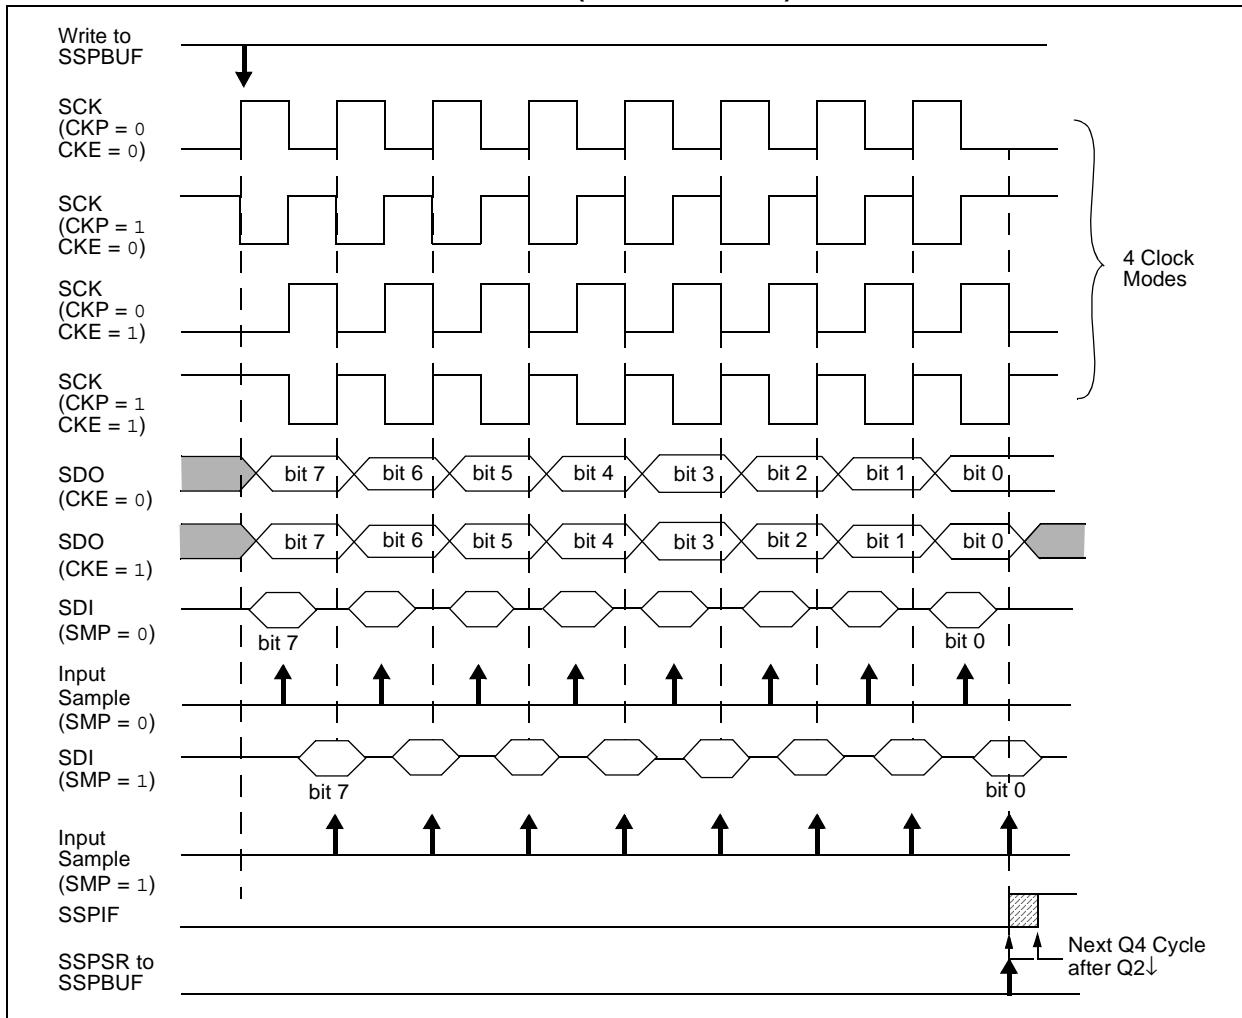 Write to
SSPBUF
SCK
(CKP = 0
CKE = 0)
SCK
(CKP = 1
CKE = 0)
SCK
(CKP = 0
CKE = 1)
SCK
(CKP = 1
CKE = 1)
4 Clock
Modes
SDO
(CKE = 0)
bit 7 bit 6 bit 5 bit 4 bit 3 bit 2 bit 1 bit 0
SDO
(CKE = 1)
bit 7 bit 6 bit 5 bit 4 bit 3 bit 2 bit 1 bit 0
SDI
(SMP = 0)
bit 7 bit 0
Input
Sample
(SMP = 0)
SDI
(SMP = 1)
bit 7 bit 0
Input
Sample
(SMP = 1)
SSPIF
Next Q4 Cycle
after Q2↓
SSPSR to
SSPBUF